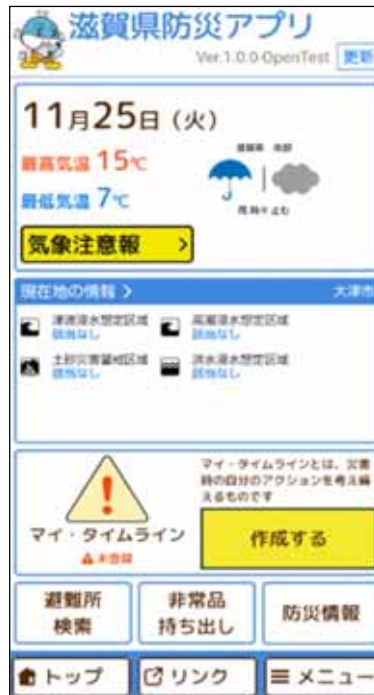 滋賀県防災アプリ
Ver.1.0.0-OpenTest 更新
11月25日（火）
最高気温 15℃
最低気温 7℃
滋賀県 南部
雨時々止む
気象注意報 >
現在地の情報 > 大津市
津波浸水想定区域 高潮浸水想定区域
該当なし 該当なし
土砂災害警戒区域 洪水浸水想定区域
該当なし 該当なし
マイ・タイムラインとは、災害
時の自分のアクションを考え備
えるものです
マイ・タイムライン
未登録
作成する
避難所
検索
非常品
持ち出し
防災情報
トップ リンク メニュー